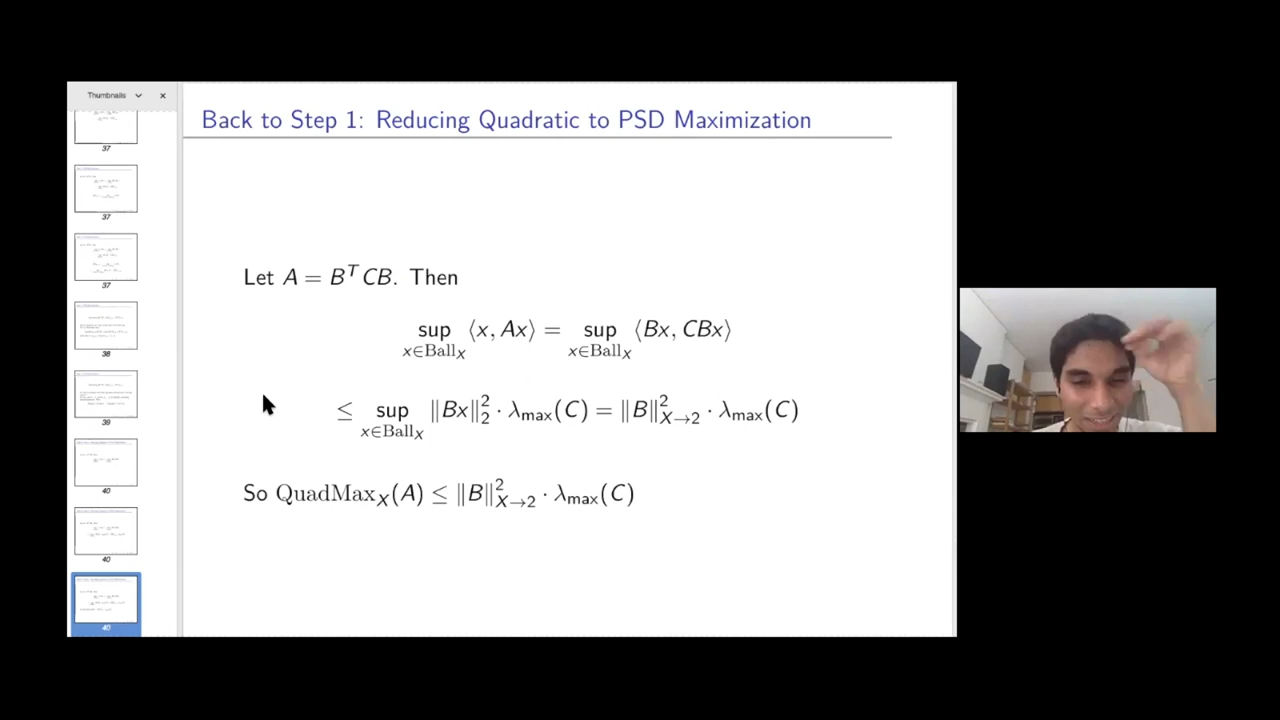 Thumbnails
37
37
37
38
39
40
40
40
Back to Step 1: Reducing Quadratic to PSD Maximization
Let A = B^T CB. Then
sup_{x∈Ball_X} ⟨x, Ax⟩ = sup_{x∈Ball_X} ⟨Bx, CBx⟩
≤ sup_{x∈Ball_X} ‖Bx‖_2^2 · λ_max(C) = ‖B‖_{X→2}^2 · λ_max(C)
So QuadMax_X(A) ≤ ‖B‖_{X→2}^2 · λ_max(C)